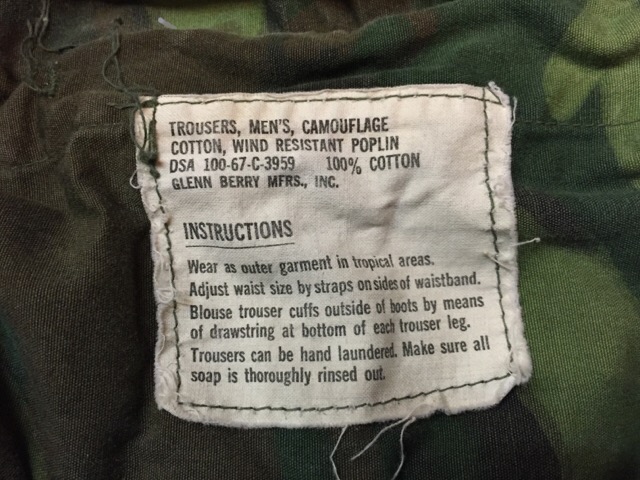 TROUSERS, MEN'S, CAMOUFLAGE
COTTON, WIND RESISTANT POPLIN
DSA 100-67-C-3959 100% COTTON
GLENN BERRY MFRS., INC.
INSTRUCTIONS
Wear as outer garment in tropical areas.
Adjust waist size by straps on sides of waistband.
Blouse trouser cuffs outside of boots by means
of drawstring at bottom of each trouser leg.
Trousers can be hand laundered. Make sure all
soap is thoroughly rinsed out.